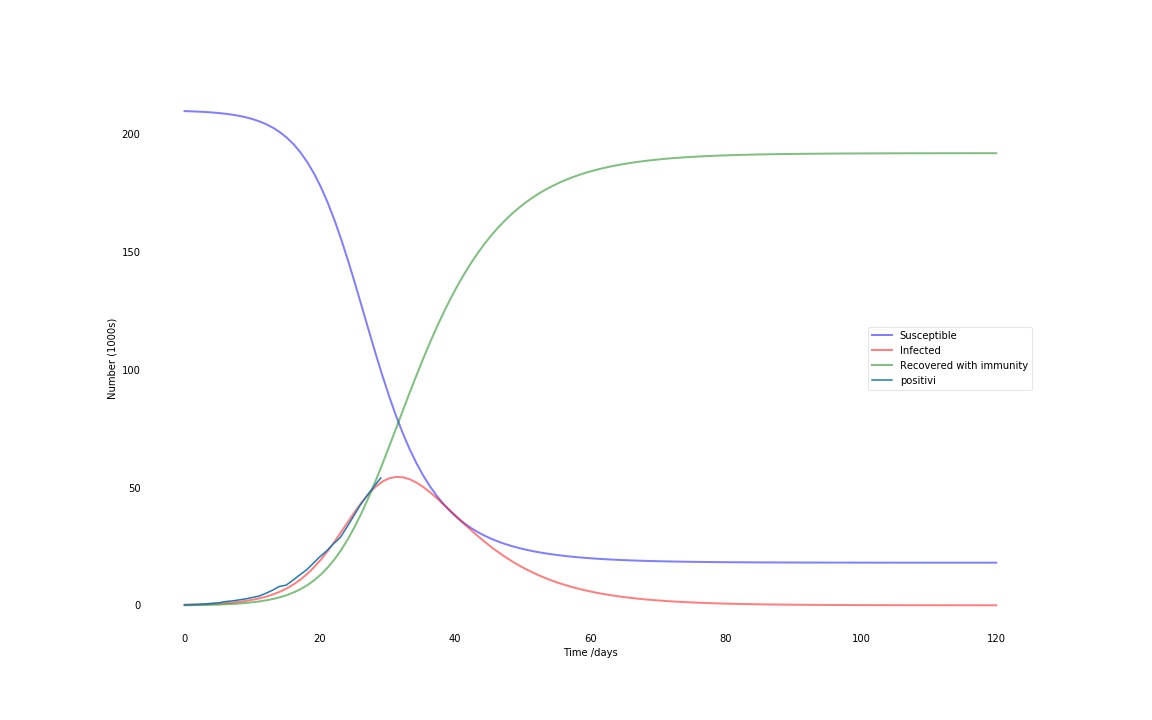 200
150
100
50
0
Number (1000s)
Susceptible
Infected
Recovered with immunity
positivi
0 20 40 60 80 100 120
Time /days